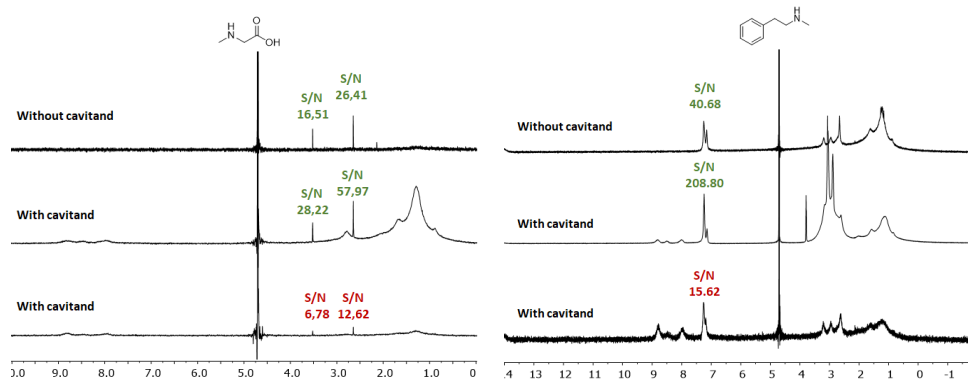 H
N
O
OH
H
N
S/N
26,41
S/N
16,51
Without cavitand
S/N
40.68
Without cavitand
S/N
57,97
S/N
28,22
With cavitand
S/N
208.80
With cavitand
S/N
6,78
S/N
12,62
With cavitand
S/N
15.62
With cavitand
0.0 9.0 8.0 7.0 6.0 5.0 4.0 3.0 2.0 1.0 0.
14 13 12 11 10 9 8 7 6 5 4 3 2 1 0 -1